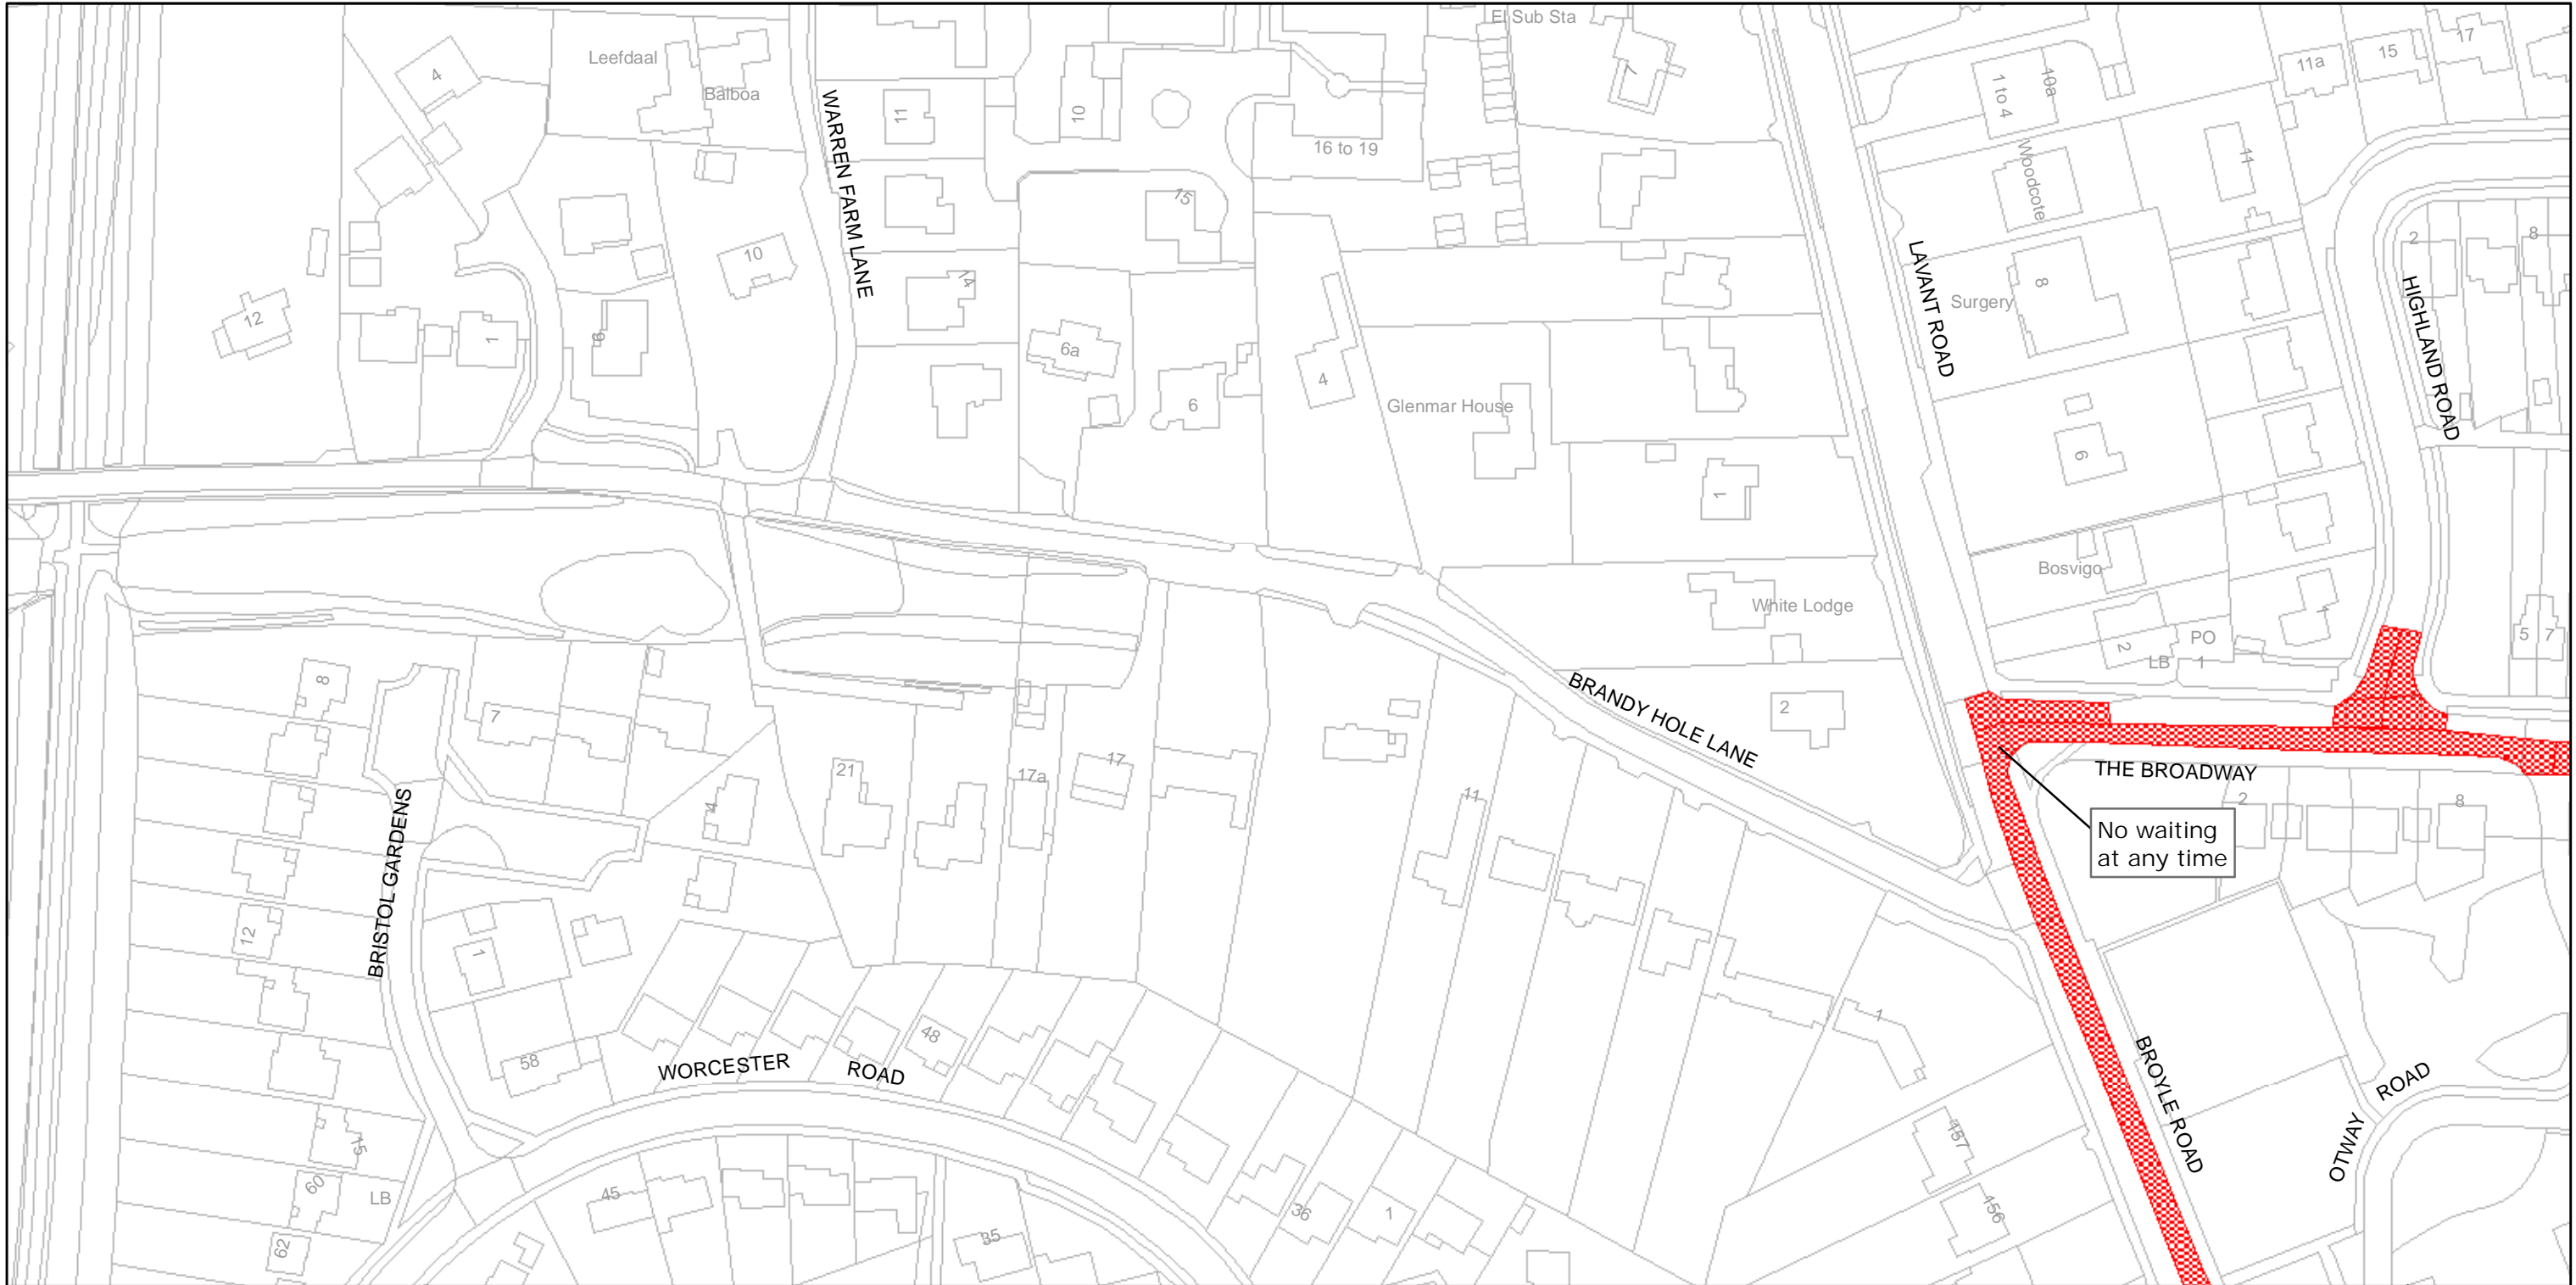 El Sub Sta
17
15
11a
4
Leefdaal
7
1 to 4
10a
Balboa
WARREN FARM LANE
11
10
16 to 19
11
Woodcote
15
2
8
10
14
12
LAVANT ROAD
Surgery
8
HIGHLAND ROAD
1
9
6a
4
6
Glenmar House
6
1
Bosvigo
White Lodge
1
5
7
2
PO
LB
1
8
7
BRANDY HOLE LANE
2
21
17a
17
THE BROADWAY
4
11
2
8
No waiting
at any time
BRISTOL GARDENS
12
1
48
1
58
WORCESTER
ROAD
BROYLE ROAD
ROAD
OTWAY
15
157
60
LB
45
36
1
156
62
35